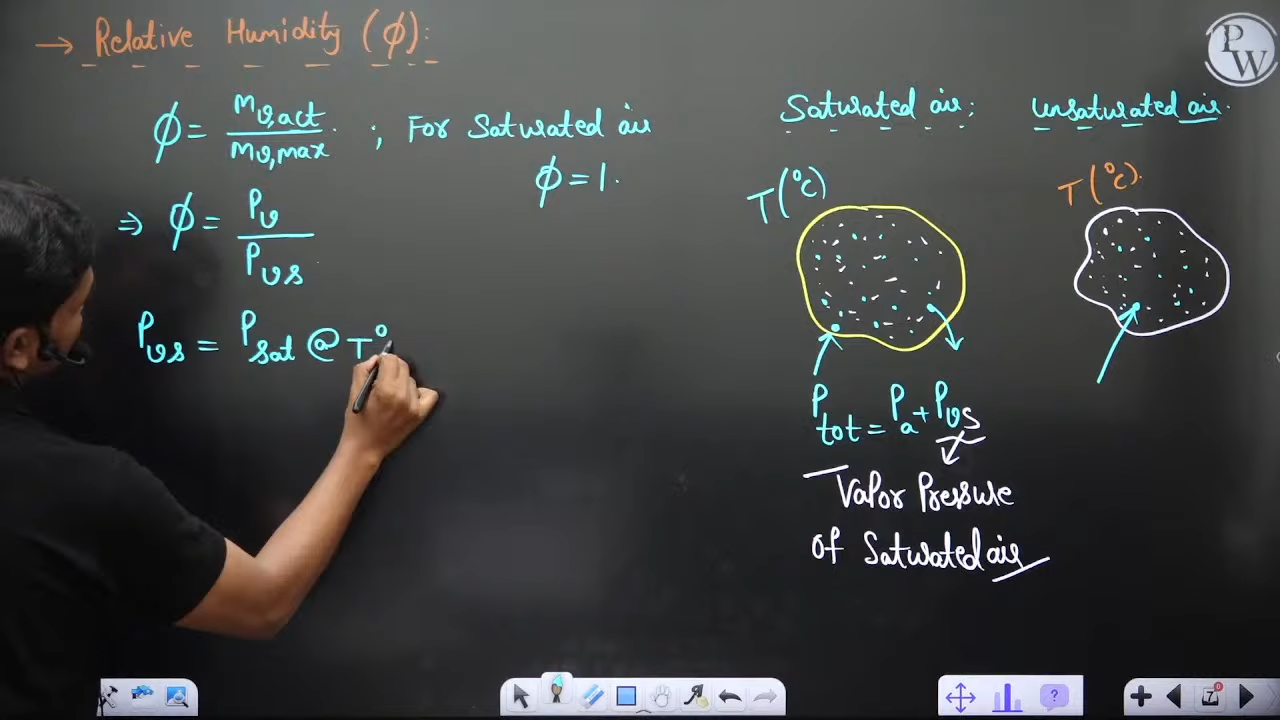 → Relative Humidity (ϕ):
ϕ = mv,act / mv,max ; For Saturated air
ϕ = 1.
⇒ ϕ = Pv / Pvs
Pvs = Psat @ T°
Saturated air:
T(°C)
Ptot = Pa + Pvs
Vapor Pressure
of Saturated air
unsaturated air.
T(°C).
PW
7